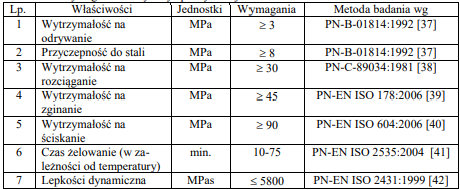 Lp. Właściwości Jednostki Wymagania Metoda badania wg
1 Wytrzymałość na odrywanie MPa ≥ 3 PN-B-01814:1992 [37]
2 Przyczepność do stali MPa ≥ 8 PN-B-01814:1992 [37]
3 Wytrzymałość na rozciąganie MPa ≥ 30 PN-C-89034:1981 [38]
4 Wytrzymałość na zginanie MPa ≥ 45 PN-EN ISO 178:2006 [39]
5 Wytrzymałość na ściskanie MPa ≥ 90 PN-EN ISO 604:2006 [40]
6 Czas żelowanie (w zależności od temperatury) min. 10-75 PN-EN ISO 2535:2004 [41]
7 Lepkości dynamiczna MPas ≤ 5800 PN-EN ISO 2431:1999 [42]